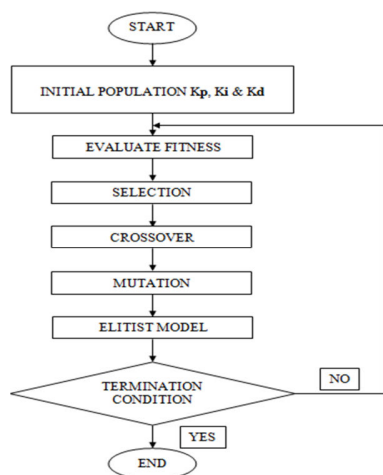 START
INITIAL POPULATION Kp, Ki & Kd
EVALUATE FITNESS
SELECTION
CROSSOVER
MUTATION
ELITIST MODEL
TERMINATION
CONDITION
NO
YES
END